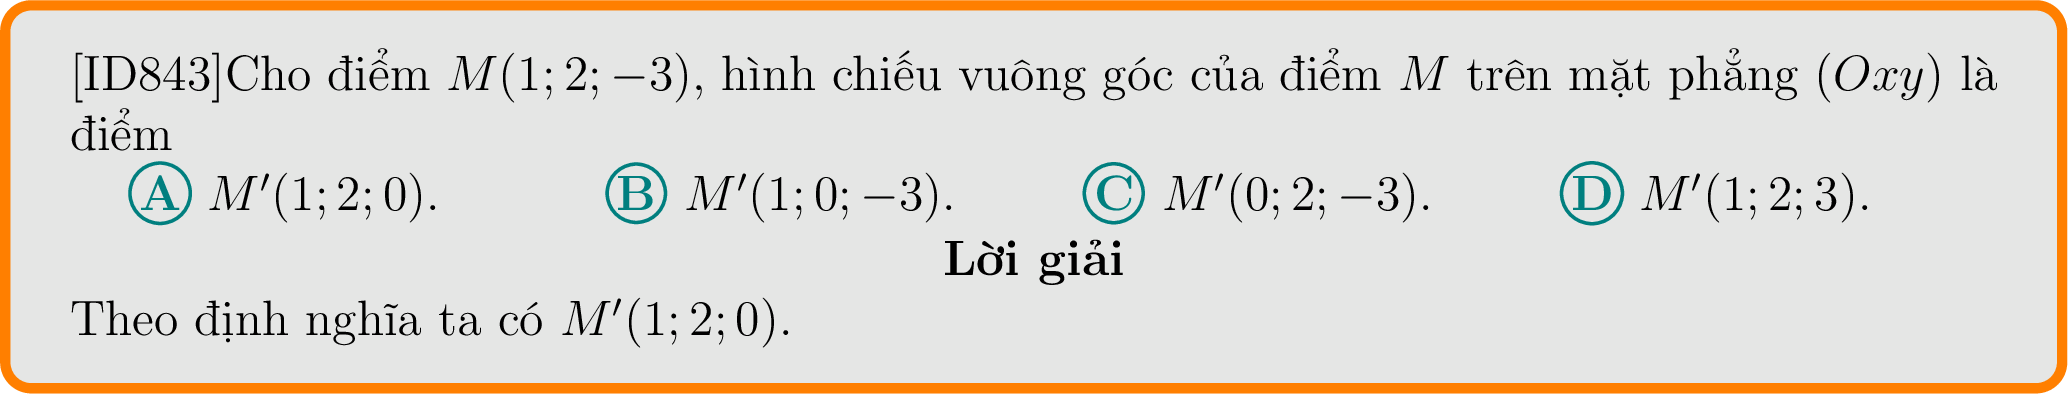 [ID843]Cho điểm M(1; 2; −3), hình chiếu vuông góc của điểm M trên mặt phẳng (Oxy) là
điểm
A M′(1; 2; 0). B M′(1; 0; −3). C M′(0; 2; −3). D M′(1; 2; 3).
Lời giải
Theo định nghĩa ta có M′(1; 2; 0).